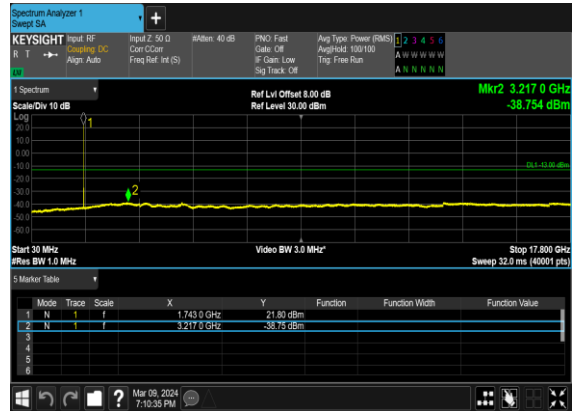 Spectrum Analyzer 1
Swept SA
KEYSIGHT Input: RF Input Z: 50 Ω #Atten: 40 dB PNO: Fast Avg Type: Power (RMS) 1 2 3 4 5 6
R T Coupling: DC Corr CCorr Gate: Off Avg|Hold: 100/100 A W W W W W
Align: Auto Freq Ref: Int (S) IF Gain: Low Trig: Free Run
LXI Sig Track: Off A N N N N N
1 Spectrum Ref Lvl Offset 8.00 dB Mkr2 3.217 0 GHz
Scale/Div 10 dB Ref Level 30.00 dBm -38.754 dBm
Log
20.0
10.0
0.00
-10.0
-20.0
-30.0
-40.0
-50.0
-60.0
1
2
DL1 -13.00 dBm
Start 30 MHz Video BW 3.0 MHz* Stop 17.800 GHz
#Res BW 1.0 MHz Sweep 32.0 ms (40001 pts)
5 Marker Table
Mode Trace Scale X Y Function Function Width Function Value
1 N 1 f 1.743 0 GHz 21.80 dBm
2 N 1 f 3.217 0 GHz -38.75 dBm
3
4
5
6
? Mar 09, 2024
7:10:35 PM